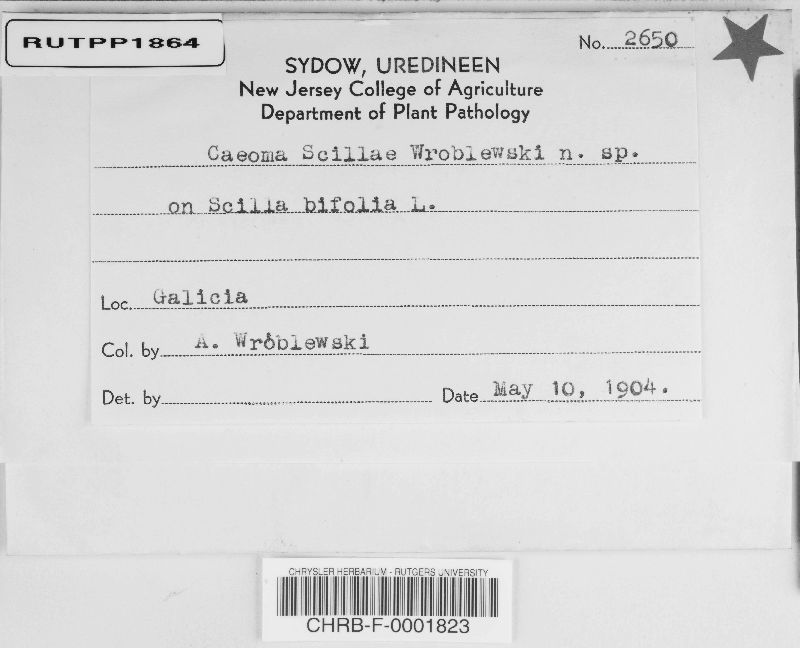 RUTPP1864
No. 2650
SYDOW, UREDINEEN
New Jersey College of Agriculture
Department of Plant Pathology
Caeoma Scillae Wroblewski n. sp.
on Scilla bifolia L.
Loc. Galicia
Col. by A. Wróblewski
Det. by
Date May 10, 1904.
CHRYSLER HERBARIUM - RUTGERS UNIVERSITY
CHRB-F-0001823